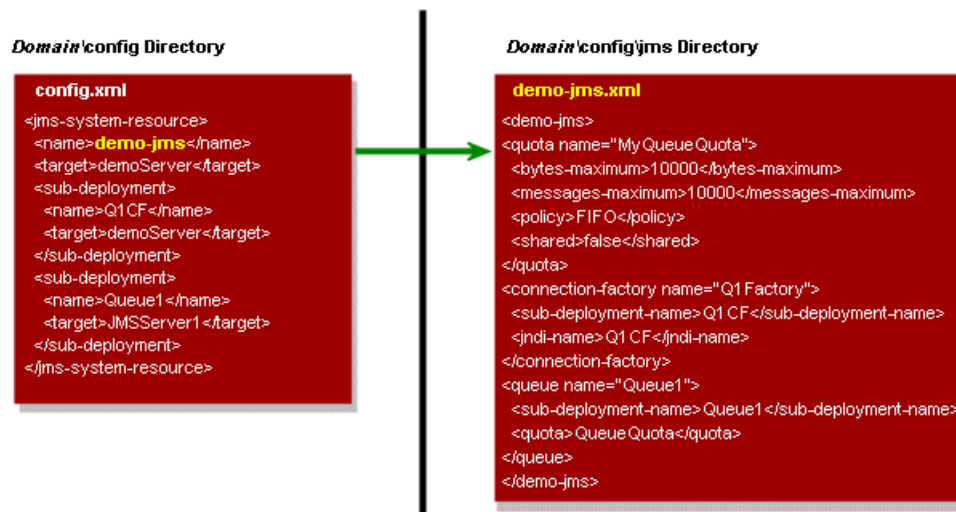 Domain\config Directory
config.xml
<jms-system-resource>
<name>demo-jms</name>
<target>demoServer</target>
<sub-deployment>
<name>Q1CF</name>
<target>demoServer</target>
</sub-deployment>
<sub-deployment>
<name>Queue1</name>
<target>JMSServer1</target>
</sub-deployment>
</jms-system-resource>
Domain\config\jms Directory
demo-jms.xml
<demo-jms>
<quota name="MyQueueQuota">
<bytes-maximum>10000</bytes-maximum>
<messages-maximum>10000</messages-maximum>
<policy>FIFO</policy>
<shared>false</shared>
</quota>
<connection-factory name="Q1Factory">
<sub-deployment-name>Q1CF</sub-deployment-name>
<jndi-name>Q1CF</jndi-name>
</connection-factory>
<queue name="Queue1">
<sub-deployment-name>Queue1</sub-deployment-name>
<quota>QueueQuota</quota>
</queue>
</demo-jms>